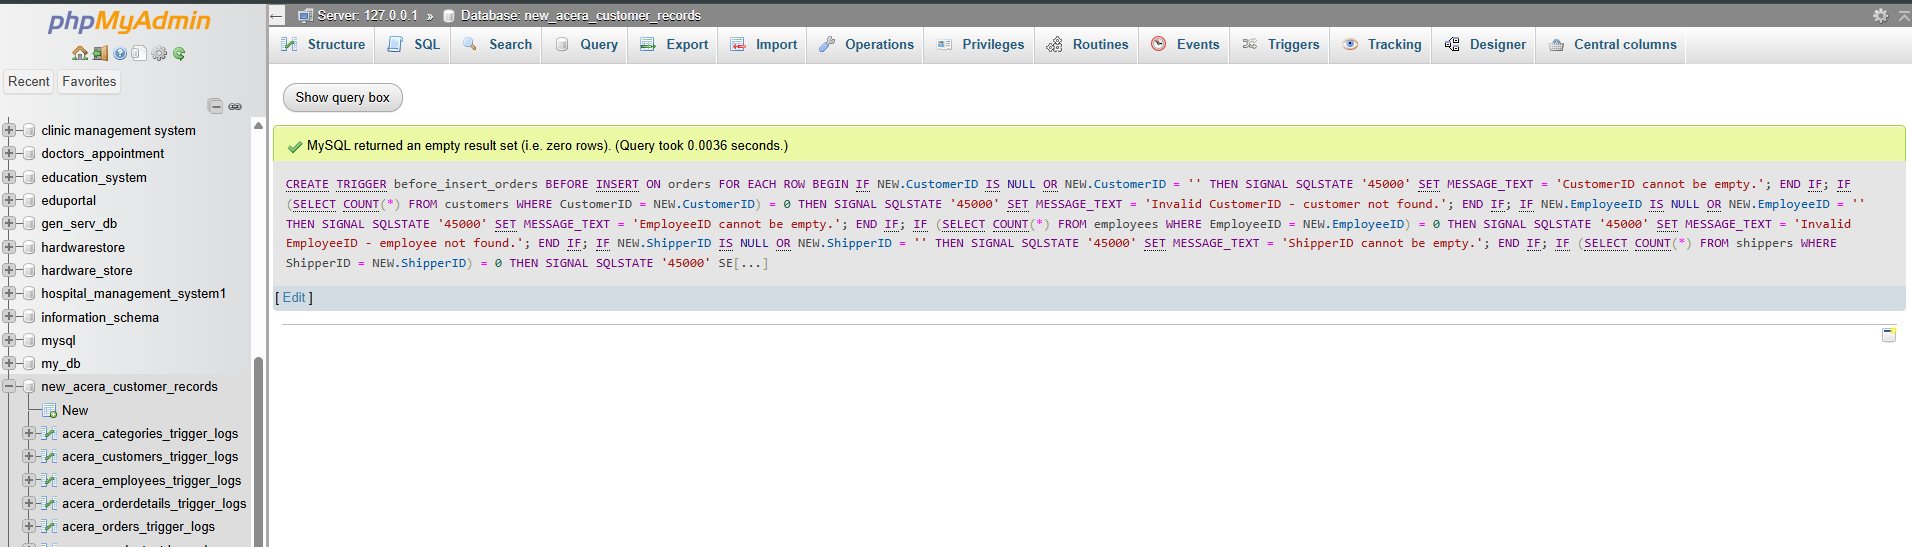 phpMyAdmin
Recent Favorites
clinic management system
doctors_appointment
education_system
eduportal
gen_serv_db
hardwarestore
hardware_store
hospital_management_system1
information_schema
mysql
my_db
new_acera_customer_records
New
acera_categories_trigger_logs
acera_customers_trigger_logs
acera_employees_trigger_logs
acera_orderdetails_trigger_logs
acera_orders_trigger_logs
Server: 127.0.0.1 » Database: new_acera_customer_records
Structure SQL Search Query Export Import Operations Privileges Routines Events Triggers Tracking Designer Central columns
Show query box
MySQL returned an empty result set (i.e. zero rows). (Query took 0.0036 seconds.)
CREATE TRIGGER before_insert_orders BEFORE INSERT ON orders FOR EACH ROW BEGIN IF NEW.CustomerID IS NULL OR NEW.CustomerID = '' THEN SIGNAL SQLSTATE '45000' SET MESSAGE_TEXT = 'CustomerID cannot be empty.'; END IF; IF
(SELECT COUNT(*) FROM customers WHERE CustomerID = NEW.CustomerID) = 0 THEN SIGNAL SQLSTATE '45000' SET MESSAGE_TEXT = 'Invalid CustomerID - customer not found.'; END IF; IF NEW.EmployeeID IS NULL OR NEW.EmployeeID = ''
THEN SIGNAL SQLSTATE '45000' SET MESSAGE_TEXT = 'EmployeeID cannot be empty.'; END IF; IF (SELECT COUNT(*) FROM employees WHERE EmployeeID = NEW.EmployeeID) = 0 THEN SIGNAL SQLSTATE '45000' SET MESSAGE_TEXT = 'Invalid
EmployeeID - employee not found.'; END IF; IF NEW.ShipperID IS NULL OR NEW.ShipperID = '' THEN SIGNAL SQLSTATE '45000' SET MESSAGE_TEXT = 'ShipperID cannot be empty.'; END IF; IF (SELECT COUNT(*) FROM shippers WHERE
ShipperID = NEW.ShipperID) = 0 THEN SIGNAL SQLSTATE '45000' SE[...]
[ Edit ]